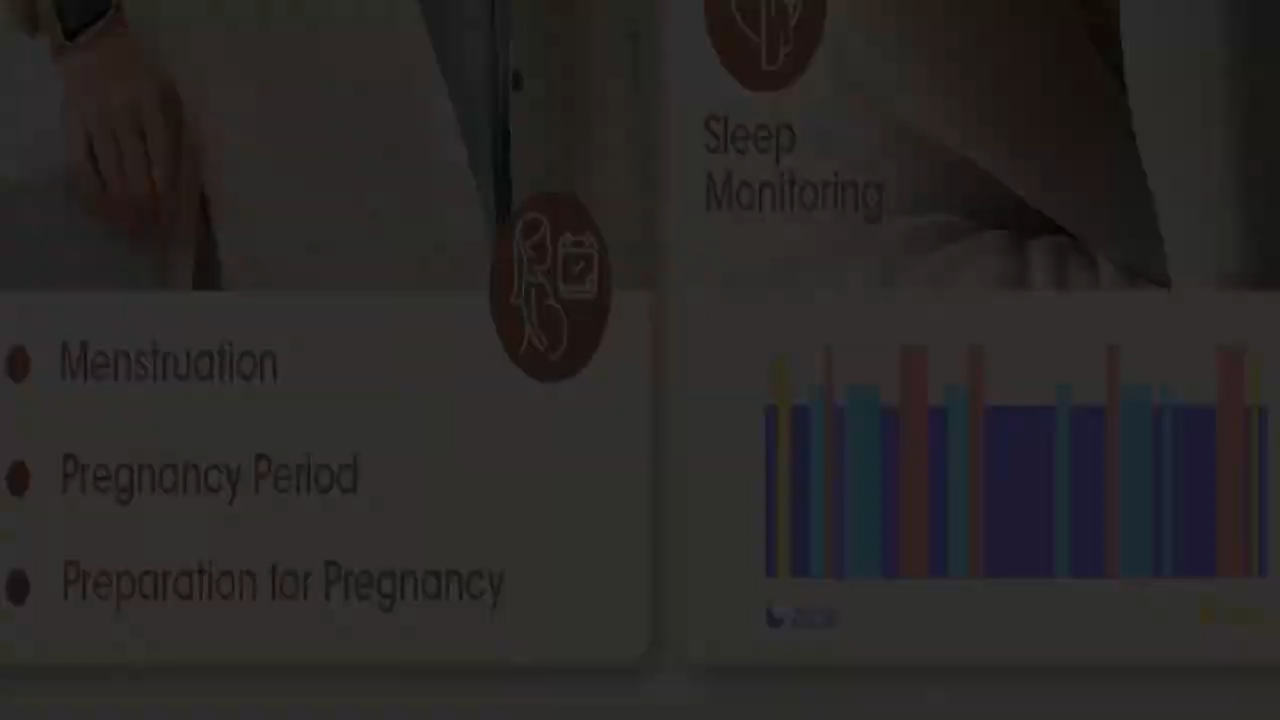 Sleep
Monitoring
Menstruation
Pregnancy Period
Preparation for Pregnancy